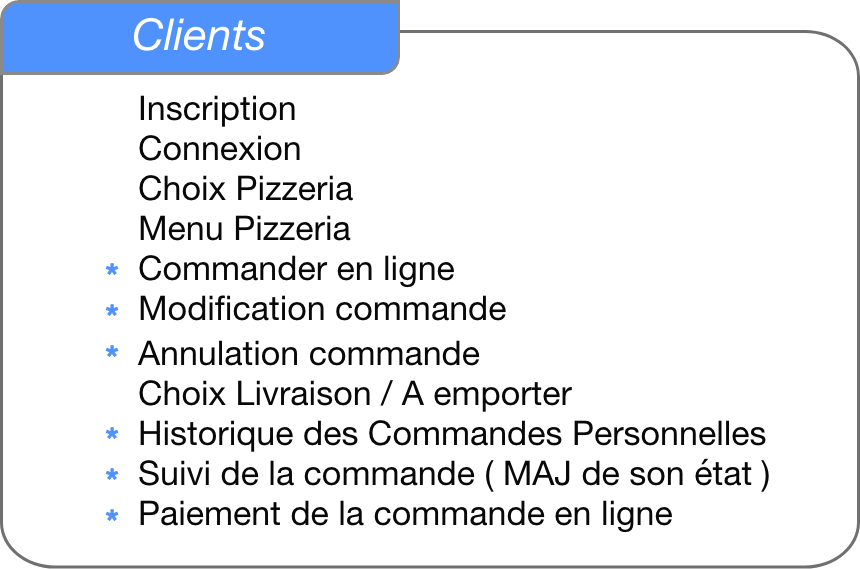 Clients
Inscription
Connexion
Choix Pizzeria
Menu Pizzeria
* Commander en ligne
* Modification commande
* Annulation commande
Choix Livraison / A emporter
* Historique des Commandes Personnelles
* Suivi de la commande ( MAJ de son état )
* Paiement de la commande en ligne